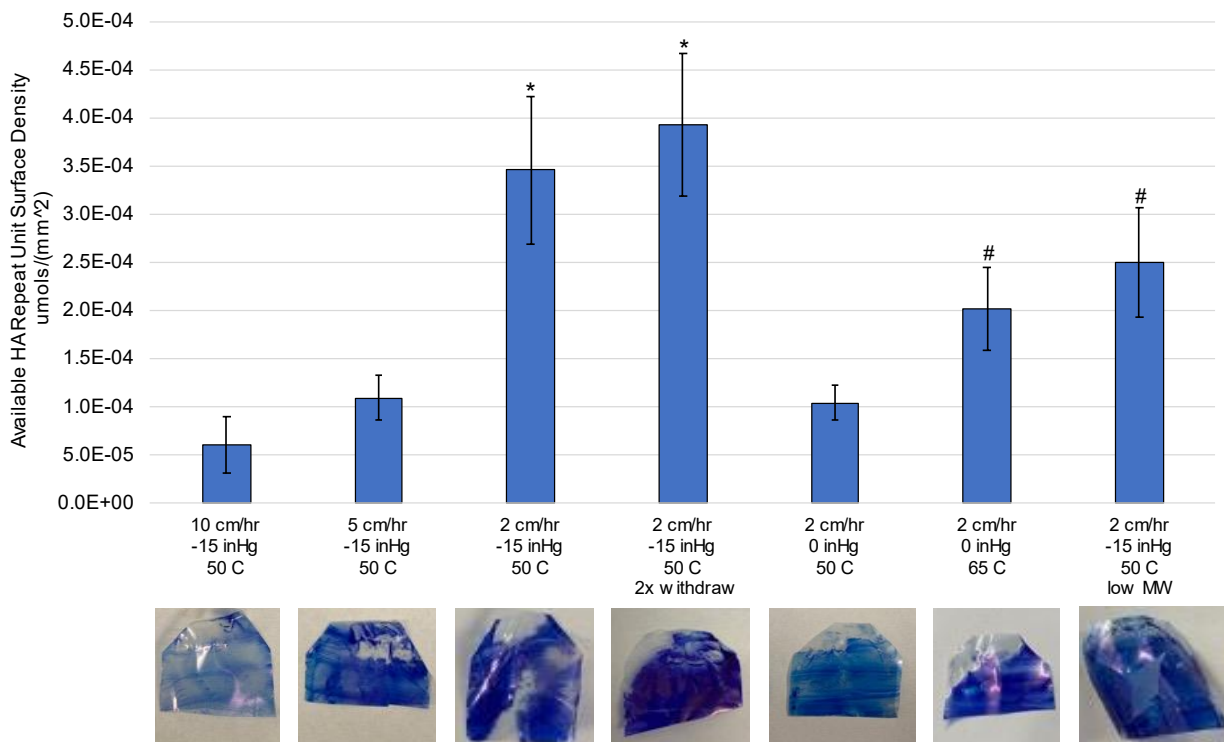 Available HA Repeat Unit Surface Density
umols/(mm^2)
5.0E-04
4.5E-04
4.0E-04
3.5E-04
3.0E-04
2.5E-04
2.0E-04
1.5E-04
1.0E-04
5.0E-05
0.0E+00
*
*
#
#
10 cm/hr
-15 inHg
50 C
5 cm/hr
-15 inHg
50 C
2 cm/hr
-15 inHg
50 C
2 cm/hr
-15 inHg
50 C
2x withdraw
2 cm/hr
0 inHg
50 C
2 cm/hr
0 inHg
65 C
2 cm/hr
-15 inHg
50 C
low MW